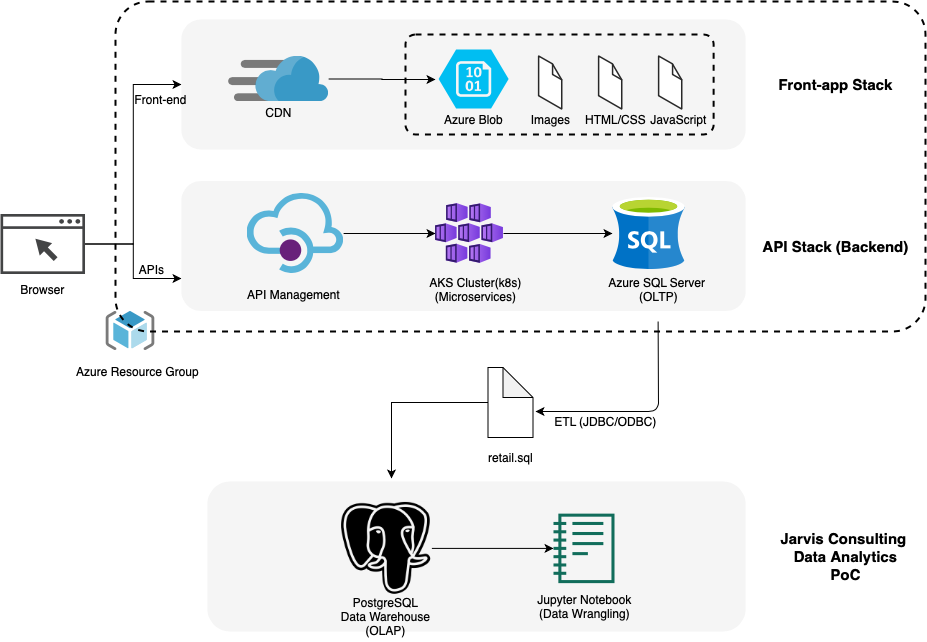 Front-end
CDN
10
01
Azure Blob
Images
HTML/CSS
JavaScript
Front-app Stack
Browser
APIs
API Management
AKS Cluster(k8s)
(Microservices)
SQL
Azure SQL Server
(OLTP)
API Stack (Backend)
Azure Resource Group
ETL (JDBC/ODBC)
retail.sql
PostgreSQL
Data Warehouse
(OLAP)
Jupyter Notebook
(Data Wrangling)
Jarvis Consulting
Data Analytics
PoC